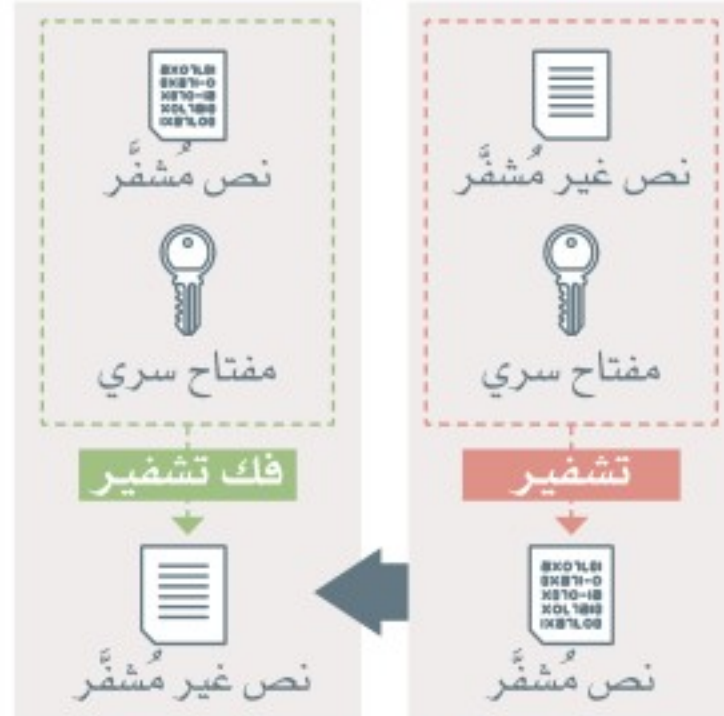 نص غير مُشفَّر
مفتاح سري
تشفير
نص مُشفَّر
نص مُشفَّر
مفتاح سري
فك تشفير
نص غير مُشفَّر